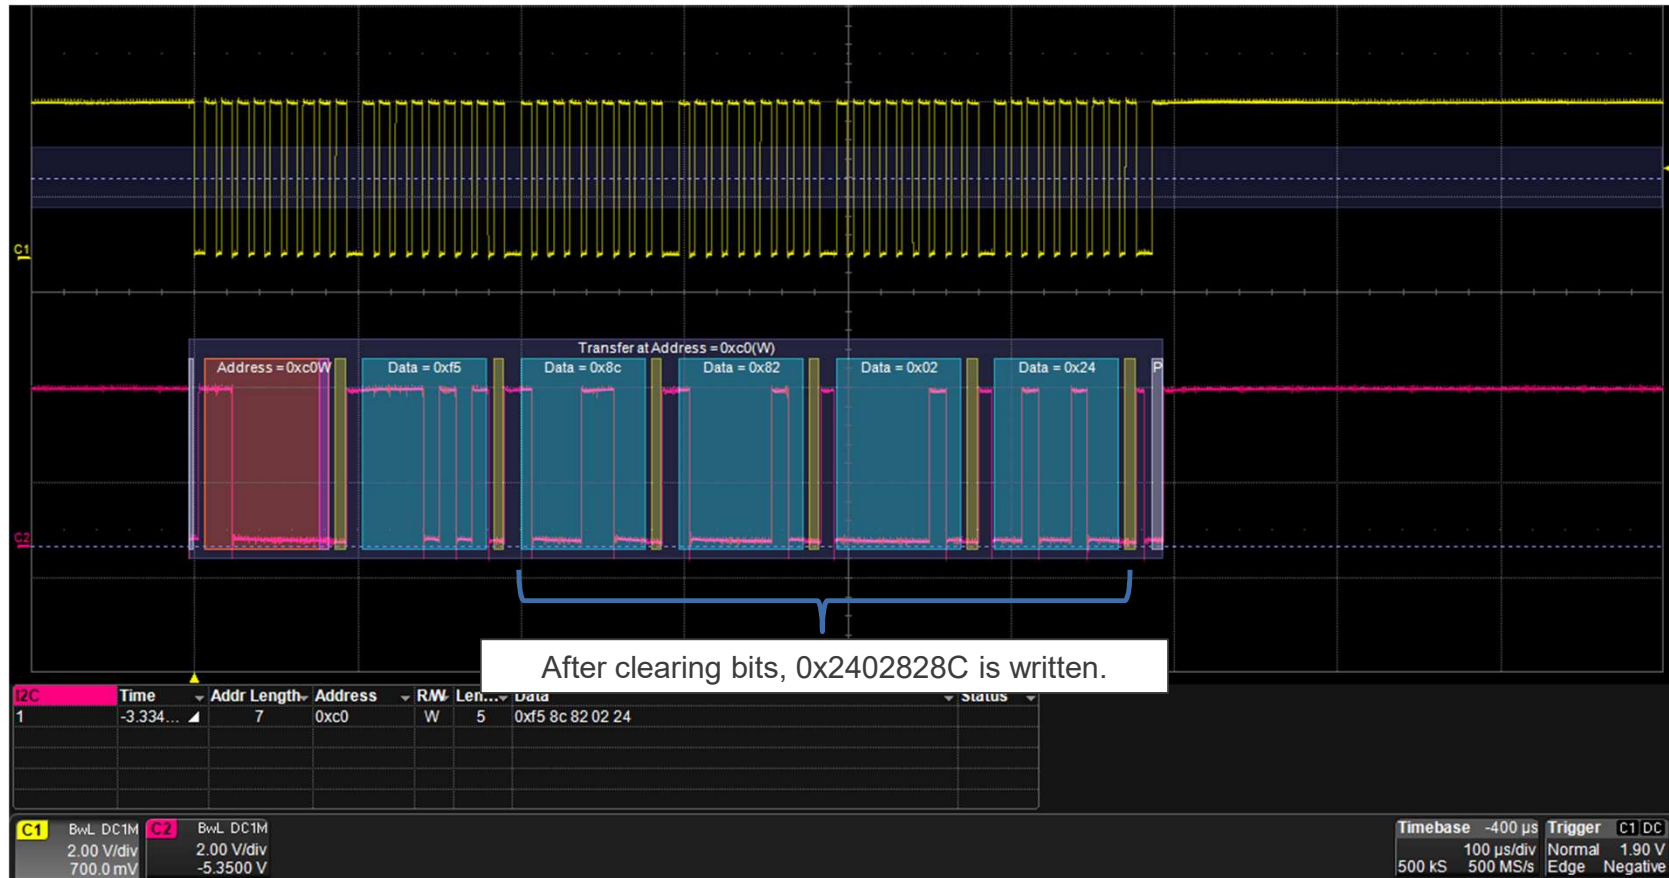 C1
Transfer at Address = 0xc0(W)
Address = 0xc0W Data = 0xf5 Data = 0x8c Data = 0x82 Data = 0x02 Data = 0x24 P
C2
After clearing bits, 0x2402828C is written.
I2C Time Addr Length Address R/W Len... Data Status
1 -3.334... 7 0xc0 W 5 0xf5 8c 82 02 24
C1 BwL DC1M C2 BwL DC1M Timebase -400 µs Trigger C1 DC
2.00 V/div 2.00 V/div 100 µs/div Normal 1.90 V
700.0 mV -5.3500 V 500 kS 500 MS/s Edge Negative